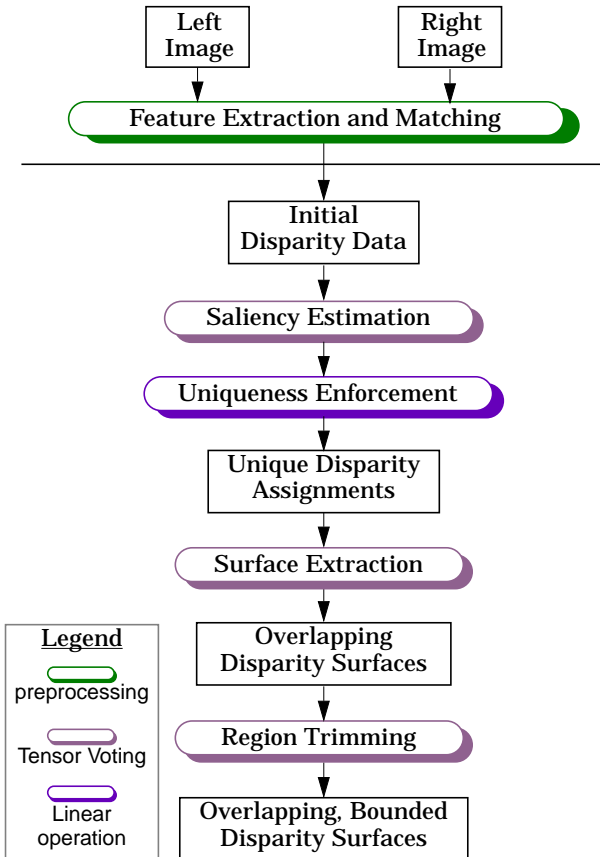 Left
Image
Right
Image
Feature Extraction and Matching
Initial
Disparity Data
Saliency Estimation
Uniqueness Enforcement
Unique Disparity
Assignments
Surface Extraction
Overlapping
Disparity Surfaces
Region Trimming
Overlapping, Bounded
Disparity Surfaces
Legend
preprocessing
Tensor Voting
Linear
operation